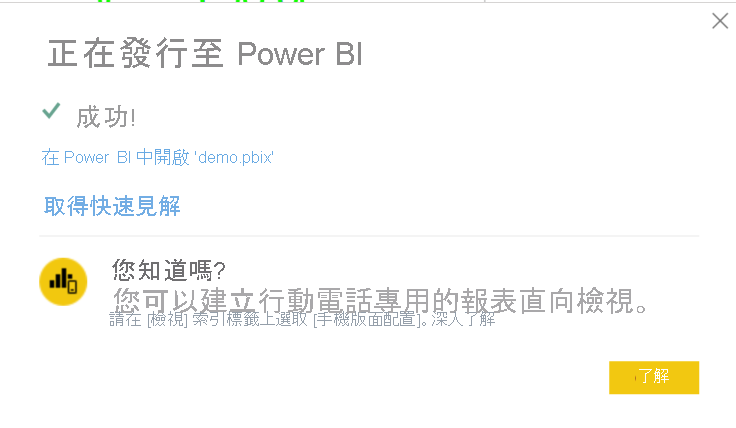 正在發行至 Power BI
成功!
在 Power BI 中開啟 'demo.pbix'
取得快速見解
您知道嗎?
您可以建立行動電話專用的報表直向檢視。
請在 [檢視] 索引標籤上選取 [手機版面配置]。深入了解
了解